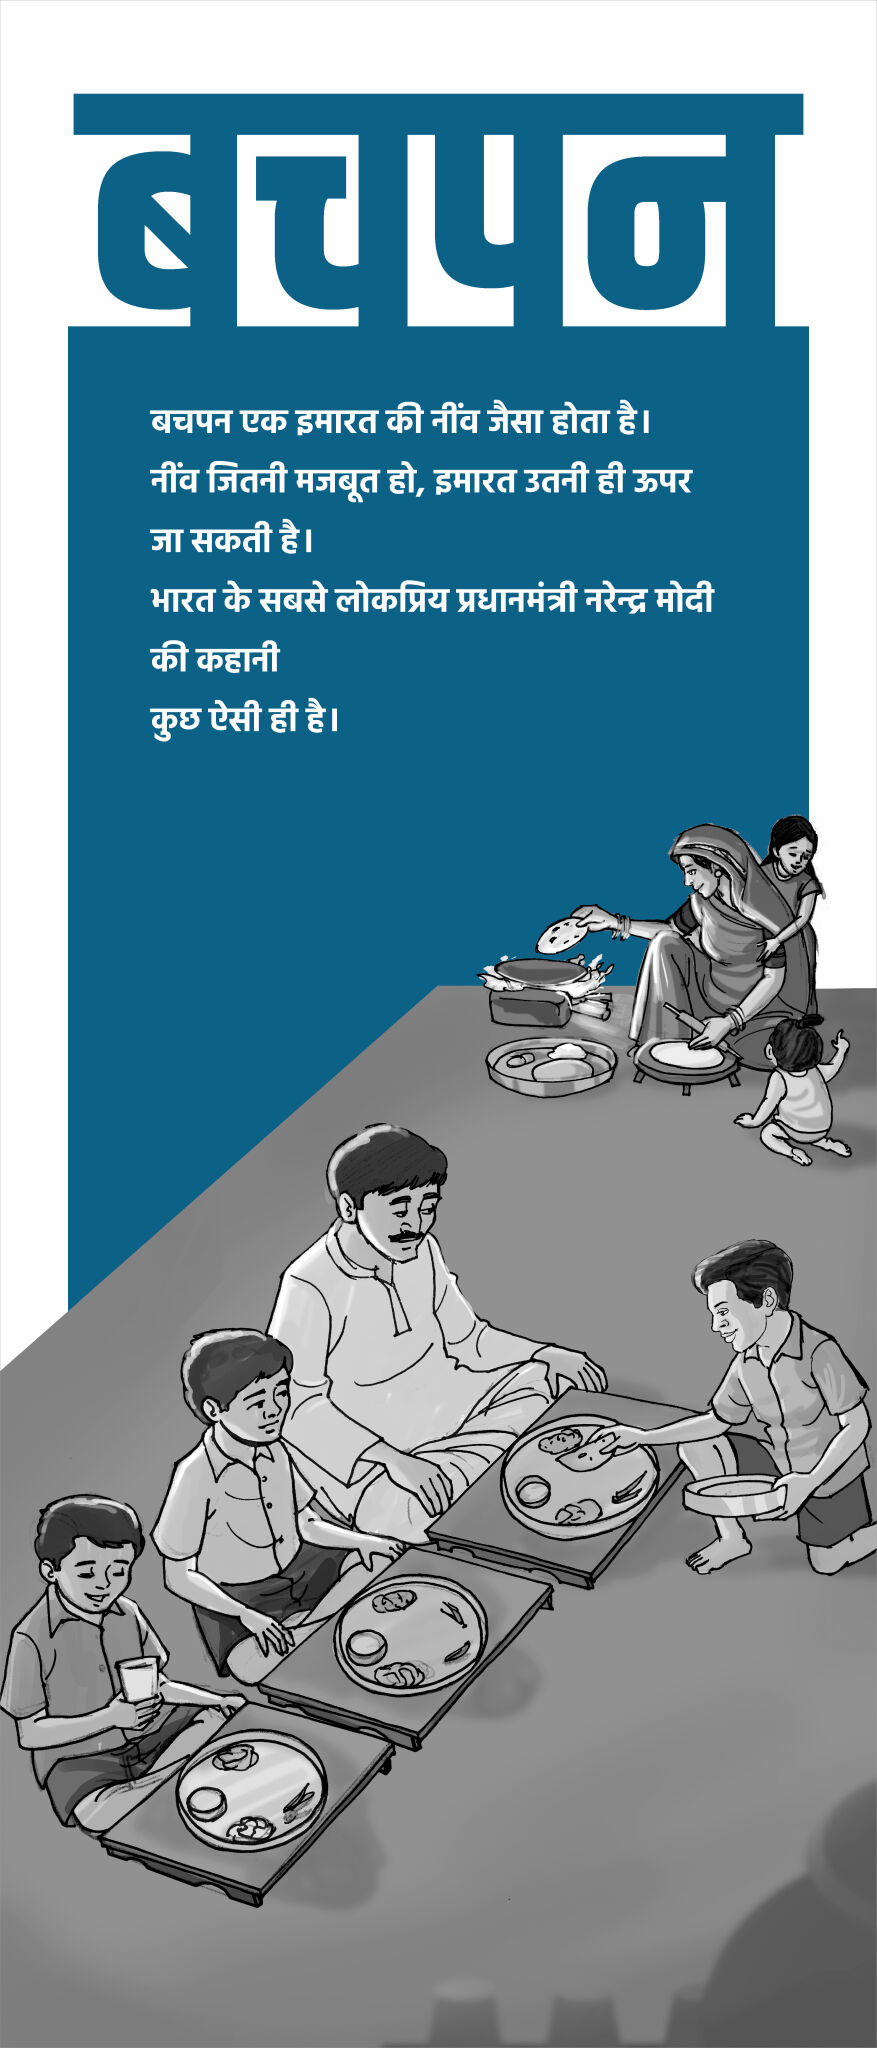 बचपन
बचपन एक इमारत की नींव जैसा होता है।
नींव जितनी मजबूत हो, इमारत उतनी ही ऊपर
जा सकती है।
भारत के सबसे लोकप्रिय प्रधानमंत्री नरेन्द्र मोदी
की कहानी
कुछ ऐसी ही है।